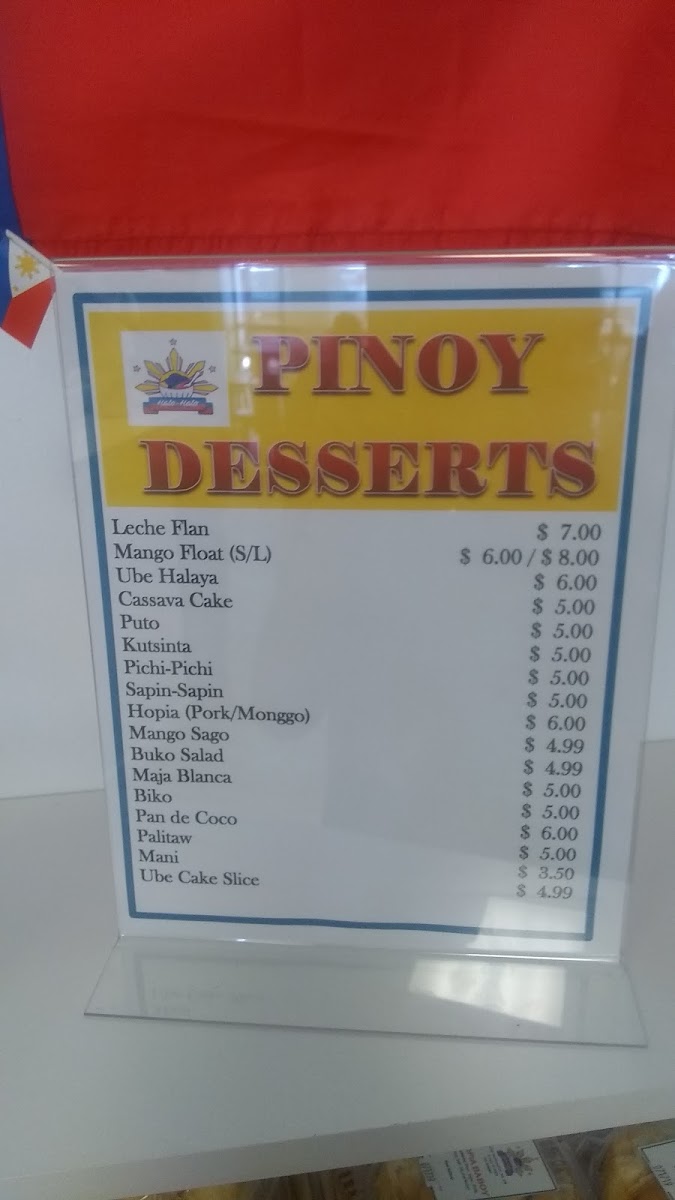 PINOY
DESSERTS
Halo-Halo
Leche Flan $ 7.00
Mango Float (S/L) $ 6.00 / $ 8.00
Ube Halaya $ 6.00
Cassava Cake $ 5.00
Puto $ 5.00
Kutsinta $ 5.00
Pichi-Pichi $ 5.00
Sapin-Sapin $ 5.00
Hopia (Pork/Monggo) $ 6.00
Mango Sago $ 4.99
Buko Salad $ 4.99
Maja Blanca $ 5.00
Biko $ 5.00
Pan de Coco $ 6.00
Palitaw $ 5.00
Mani $ 3.50
Ube Cake Slice $ 4.99